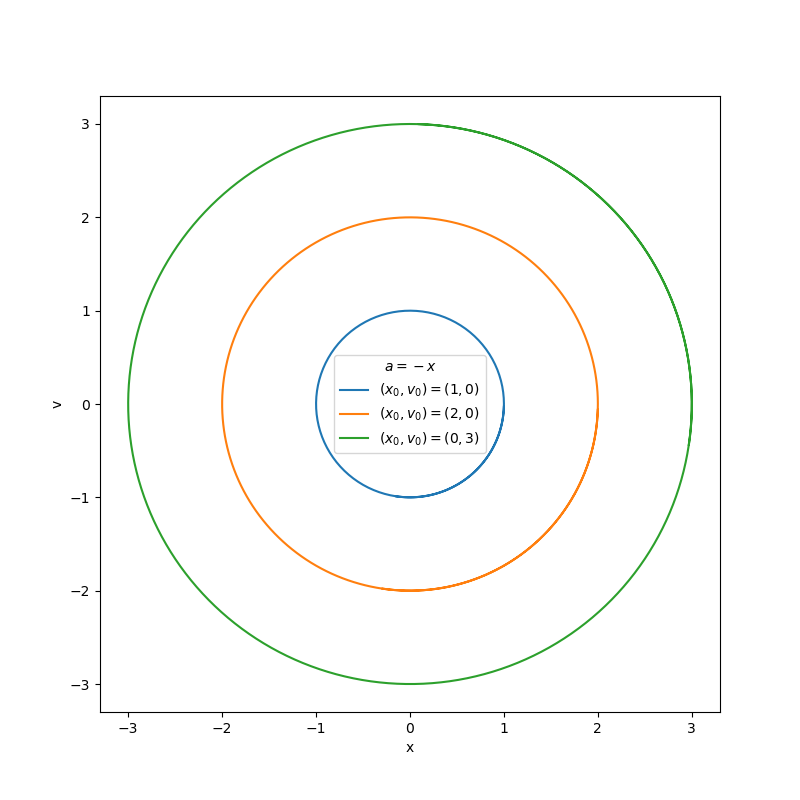 3
2
1
0
−1
−2
−3
v
a = −x
(x₀, v₀) = (1, 0)
(x₀, v₀) = (2, 0)
(x₀, v₀) = (0, 3)
−3 −2 −1 0 1 2 3
x